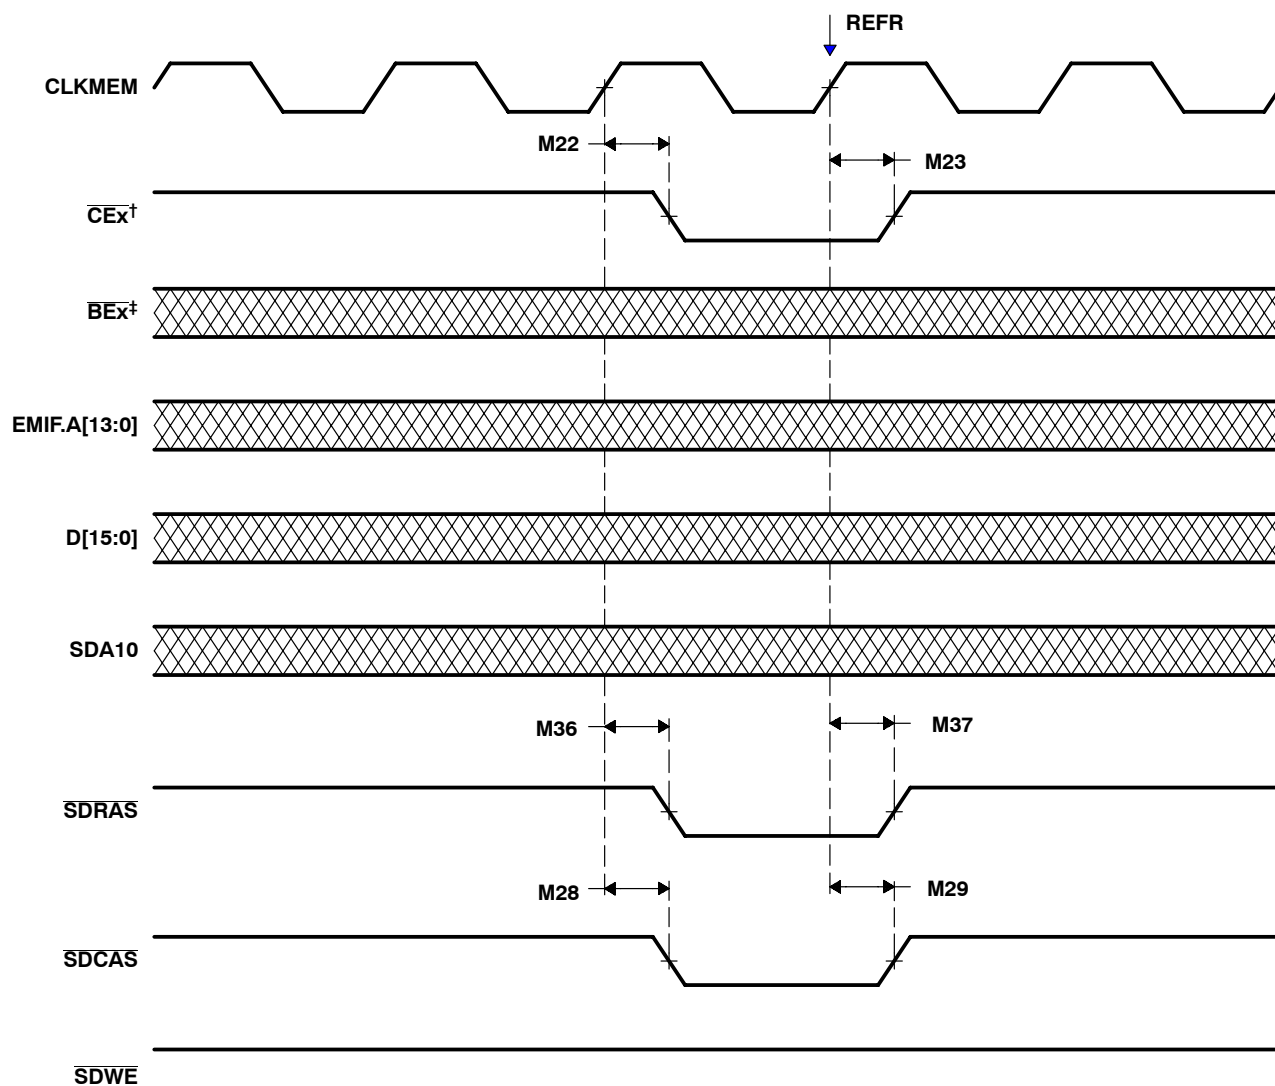 REFR
CLKMEM
M22
M23
CEx†
BEx‡
EMIF.A[13:0]
D[15:0]
SDA10
M36
M37
SDRAS
M28
M29
SDCAS
SDWE